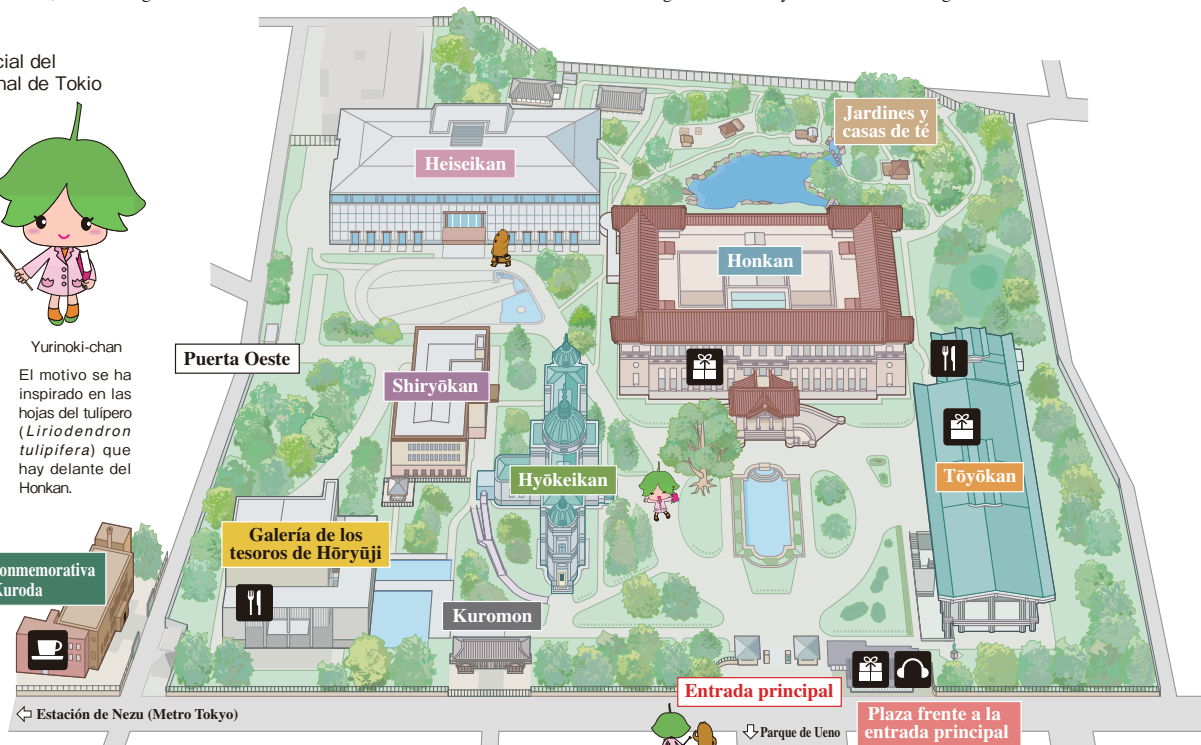 cial del
nal de Tokio
Yurinoki-chan
El motivo se ha
inspirado en las
hojas del tulípero
(Liriodendron
tulipifera) que
hay delante del
Honkan.
Heiseikan
Jardines y
casas de té
Honkan
Puerta Oeste
Shiryōkan
Hyōkeikan
Tōyōkan
Galería de los
tesoros de Hōryūji
onmemorativa
Kuroda
Kuromon
Entrada principal
Estación de Nezu (Metro Tokyo)
Parque de Ueno
Plaza frente a la
entrada principal